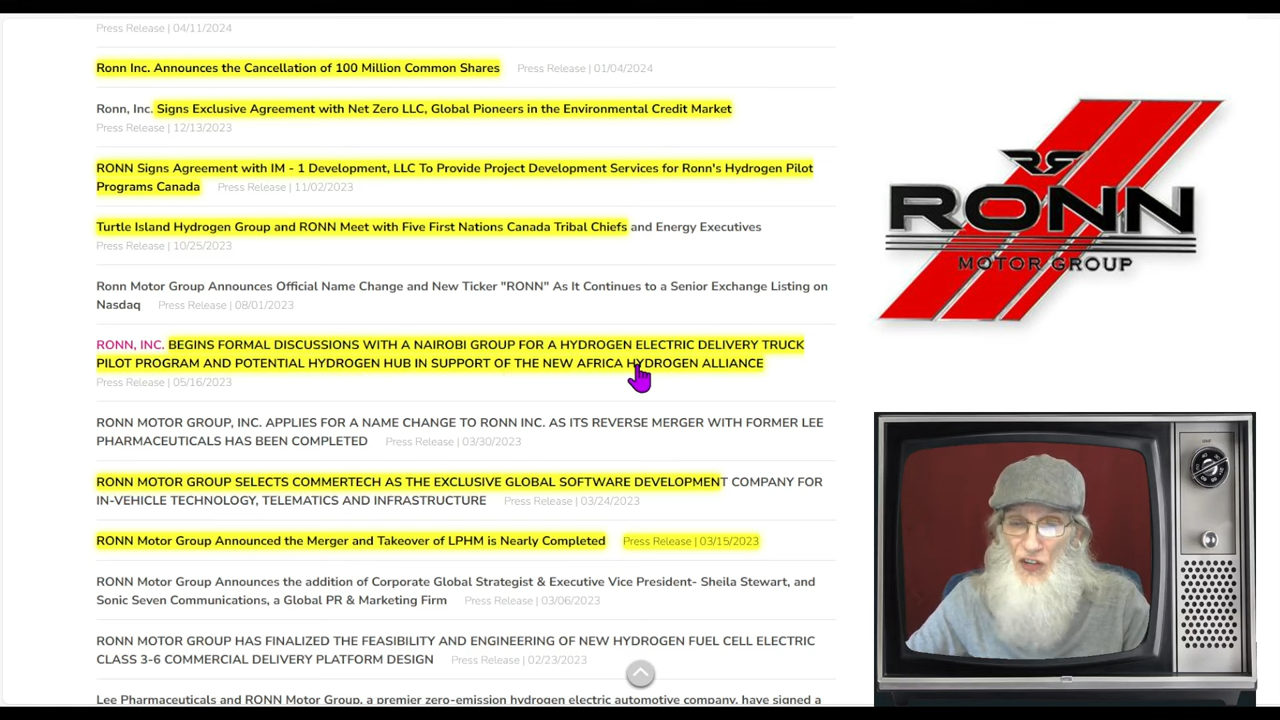 Press Release | 04/11/2024
Ronn Inc. Announces the Cancellation of 100 Million Common Shares Press Release | 01/04/2024
Ronn, Inc. Signs Exclusive Agreement with Net Zero LLC, Global Pioneers in the Environmental Credit Market
Press Release | 12/13/2023
RONN Signs Agreement with IM - 1 Development, LLC To Provide Project Development Services for Ronn's Hydrogen Pilot
Programs Canada Press Release | 11/02/2023
Turtle Island Hydrogen Group and RONN Meet with Five First Nations Canada Tribal Chiefs and Energy Executives
Press Release | 10/25/2023
Ronn Motor Group Announces Official Name Change and New Ticker "RONN" As It Continues to a Senior Exchange Listing on
Nasdaq Press Release | 08/01/2023
RONN, INC. BEGINS FORMAL DISCUSSIONS WITH A NAIROBI GROUP FOR A HYDROGEN ELECTRIC DELIVERY TRUCK
PILOT PROGRAM AND POTENTIAL HYDROGEN HUB IN SUPPORT OF THE NEW AFRICA HYDROGEN ALLIANCE
Press Release | 05/16/2023
RONN MOTOR GROUP, INC. APPLIES FOR A NAME CHANGE TO RONN INC. AS ITS REVERSE MERGER WITH FORMER LEE
PHARMACEUTICALS HAS BEEN COMPLETED Press Release | 03/30/2023
RONN MOTOR GROUP SELECTS COMMERTECH AS THE EXCLUSIVE GLOBAL SOFTWARE DEVELOPMENT COMPANY FOR
IN-VEHICLE TECHNOLOGY, TELEMATICS AND INFRASTRUCTURE Press Release | 03/24/2023
RONN Motor Group Announced the Merger and Takeover of LPHM is Nearly Completed Press Release | 03/15/2023
RONN Motor Group Announces the addition of Corporate Global Strategist & Executive Vice President- Sheila Stewart, and
Sonic Seven Communications, a Global PR & Marketing Firm Press Release | 03/06/2023
RONN MOTOR GROUP HAS FINALIZED THE FEASIBILITY AND ENGINEERING OF NEW HYDROGEN FUEL CELL ELECTRIC
CLASS 3-6 COMMERCIAL DELIVERY PLATFORM DESIGN Press Release | 02/23/2023
Lee Pharmaceuticals and RONN Motor Group, a premier zero-emission hydrogen electric automotive company, have signed a
RONN
MOTOR GROUP